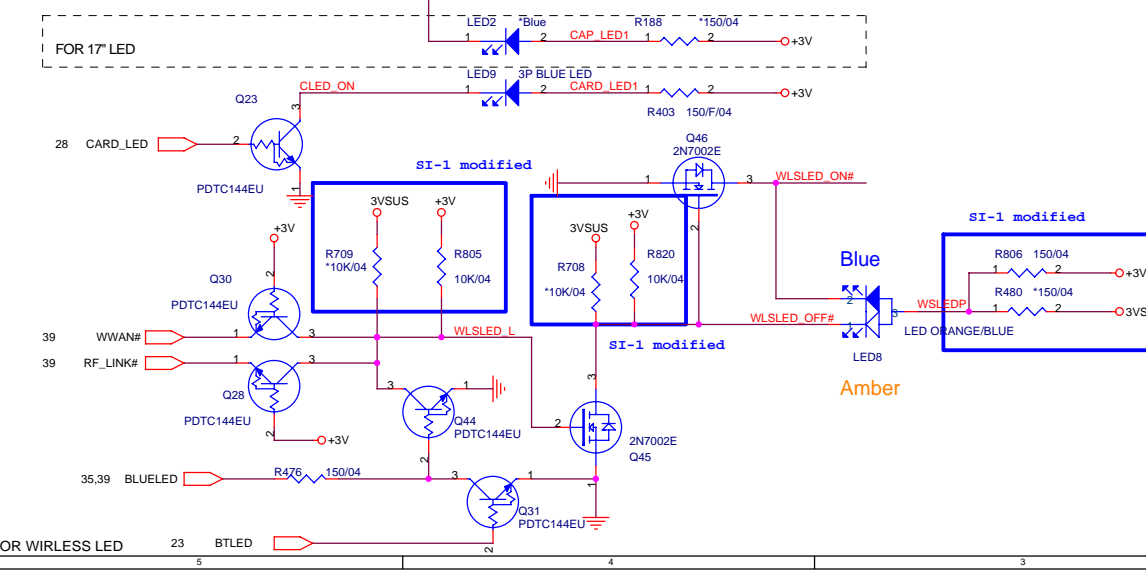 LED2 *Blue R188 *150/04
1 2 CAP_LED1 1 2 +3V
FOR 17" LED
LED9 3P BLUE LED
CLED_ON 1 2 CARD_LED1 1 2 +3V
R403 150/F/04
Q23
3
28 CARD_LED 2
1
PDTC144EU
Q46
2N7002E
SI-1 modified
1 3 WLSLED_ON#
2
3VSUS +3V
R709 R805
*10K/04 10K/04
3VSUS +3V
R708 R820
*10K/04 10K/04
SI-1 modified
SI-1 modified
R806 150/04
1 2 +3V
R480 *150/04
1 2 3VS
WSLEDP
Blue
2
3
1
LED ORANGE/BLUE
LED8
Amber
WLSLED_OFF#
+3V
2
Q30
PDTC144EU
39 WWAN# 1 3 WLSLED_L
39 RF_LINK# 1 3
Q28
PDTC144EU
2
+3V
3 1
Q44
PDTC144EU
2
3
2
2N7002E
Q45
1
35,39 BLUELED R476 150/04 3 1
Q31
PDTC144EU
2
OR WIRLESS LED 23 BTLED
5 4 3